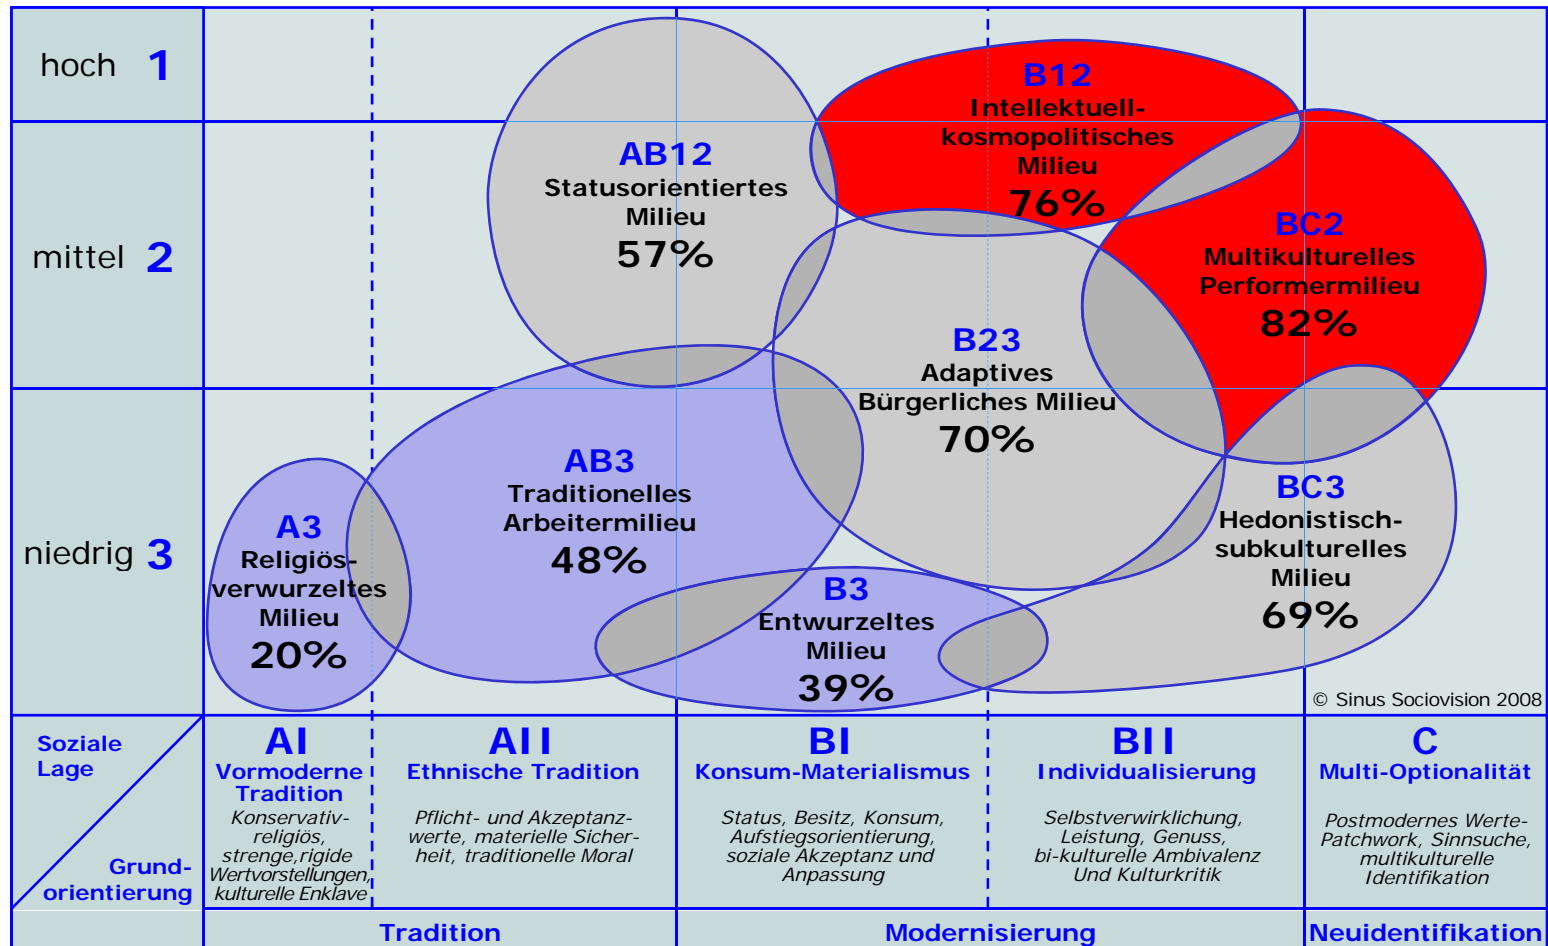 hoch 1
mittel 2
niedrig 3
B12
Intellektuell-
kosmopolitisches
Milieu
76%
AB12
Statusorientiertes
Milieu
57%
BC2
Multikulturelles
Performermilieu
82%
B23
Adaptives
Bürgerliches Milieu
70%
AB3
Traditionelles
Arbeitermilieu
48%
A3
Religiös-
verwurzeltes
Milieu
20%
B3
Entwurzeltes
Milieu
39%
BC3
Hedonistisch-
subkulturelles
Milieu
69%
© Sinus Sociovision 2008
Soziale
Lage
Grund-
orientierung
AI
Vormoderne
Tradition
Konservativ-
religiös,
strenge,rigide
Wertvorstellungen,
kulturelle Enklave
AII
Ethnische Tradition
Pflicht- und Akzeptanz-
werte, materielle Sicher-
heit, traditionelle Moral
BI
Konsum-Materialismus
Status, Besitz, Konsum,
Aufstiegsorientierung,
soziale Akzeptanz und
Anpassung
BII
Individualisierung
Selbstverwirklichung,
Leistung, Genuss,
bi-kulturelle Ambivalenz
Und Kulturkritik
C
Multi-Optionalität
Postmodernes Werte-
Patchwork, Sinnsuche,
multikulturelle
Identifikation
Tradition
Modernisierung
Neuidentifikation